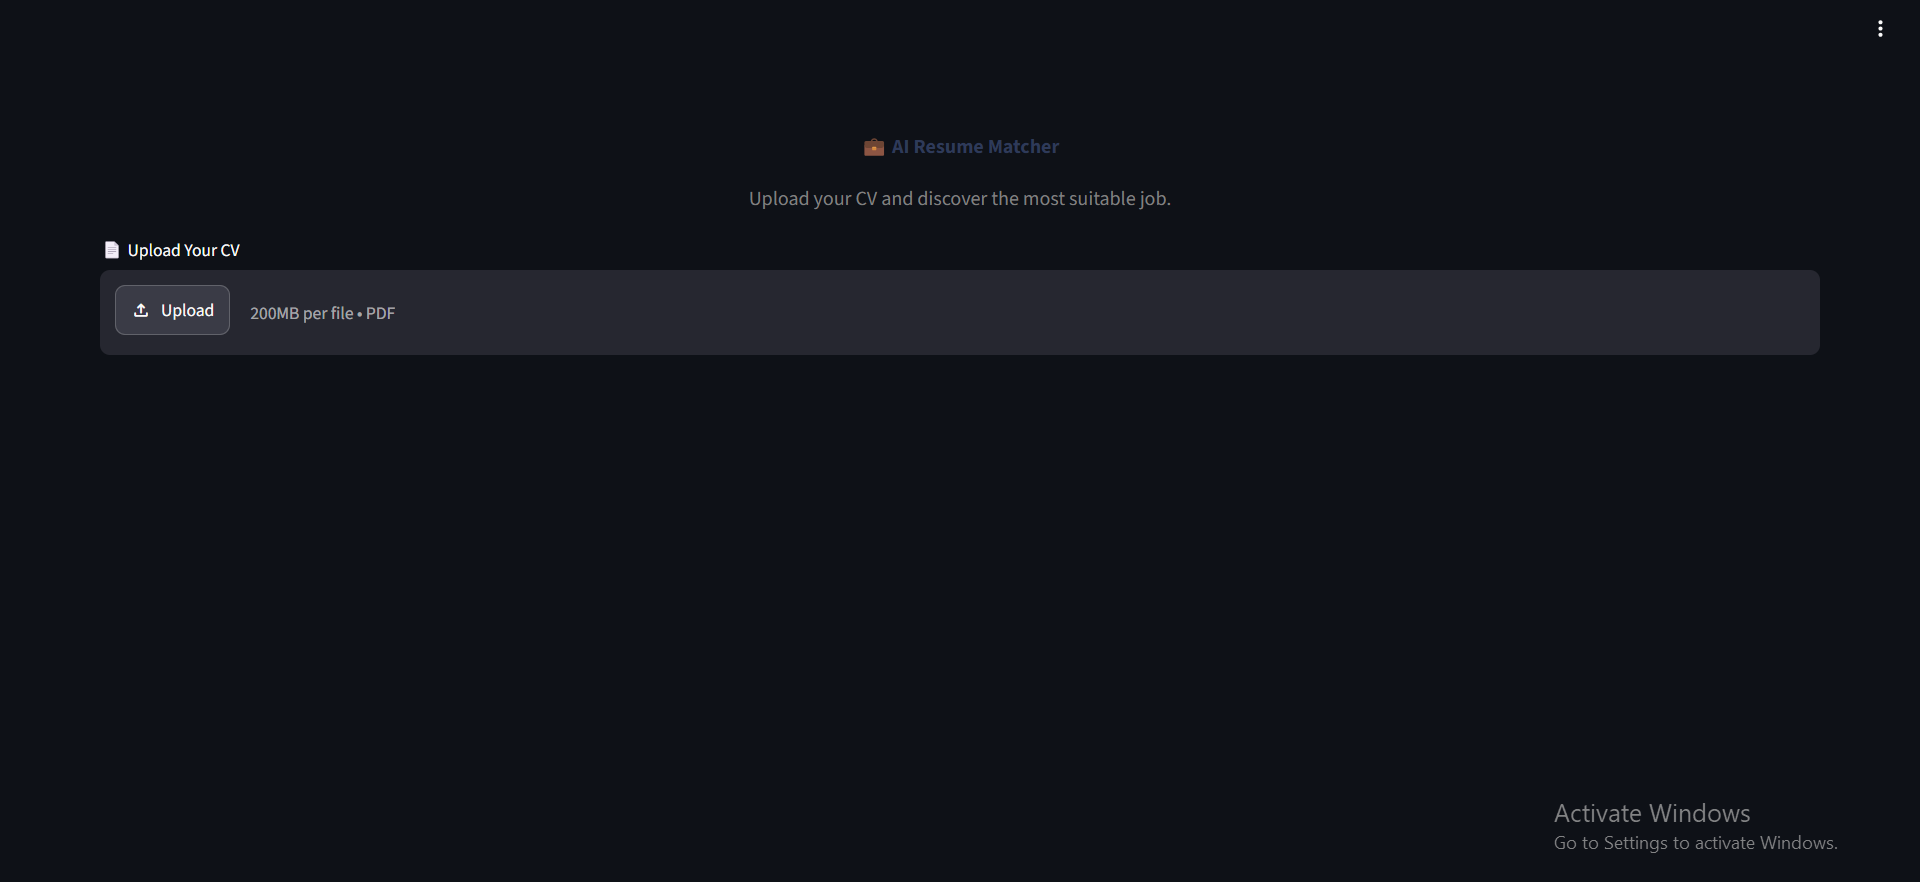 💼 AI Resume Matcher
Upload your CV and discover the most suitable job.
📄 Upload Your CV
Upload
200MB per file • PDF
Activate Windows
Go to Settings to activate Windows.